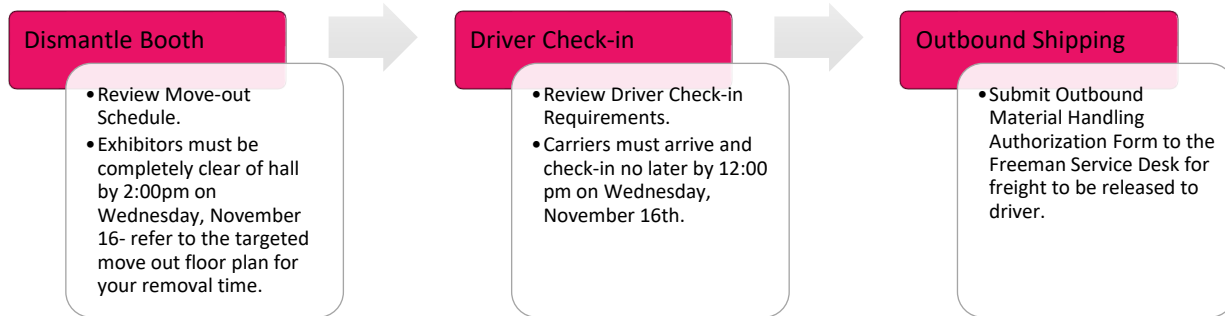 Dismantle Booth
•Review Move-out
Schedule.
•Exhibitors must be
completely clear of hall
by 2:00pm on
Wednesday, November
16- refer to the targeted
move out floor plan for
your removal time.
Driver Check-in
•Review Driver Check-in
Requirements.
•Carriers must arrive and
check-in no later by 12:00
pm on Wednesday,
November 16th.
Outbound Shipping
•Submit Outbound
Material Handling
Authorization Form to the
Freeman Service Desk for
freight to be released to
driver.